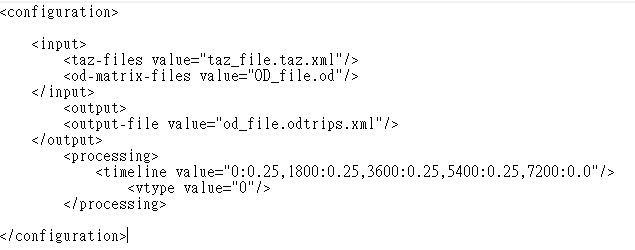 <configuration>
<input>
<taz-files value="taz_file.taz.xml"/>
<od-matrix-files value="OD_file.od"/>
</input>
<output>
<output-file value="od_file.odtrips.xml"/>
</output>
<processing>
<timeline value="0:0.25,1800:0.25,3600:0.25,5400:0.25,7200:0.0"/>
<vtype value="0"/>
</processing>
</configuration>